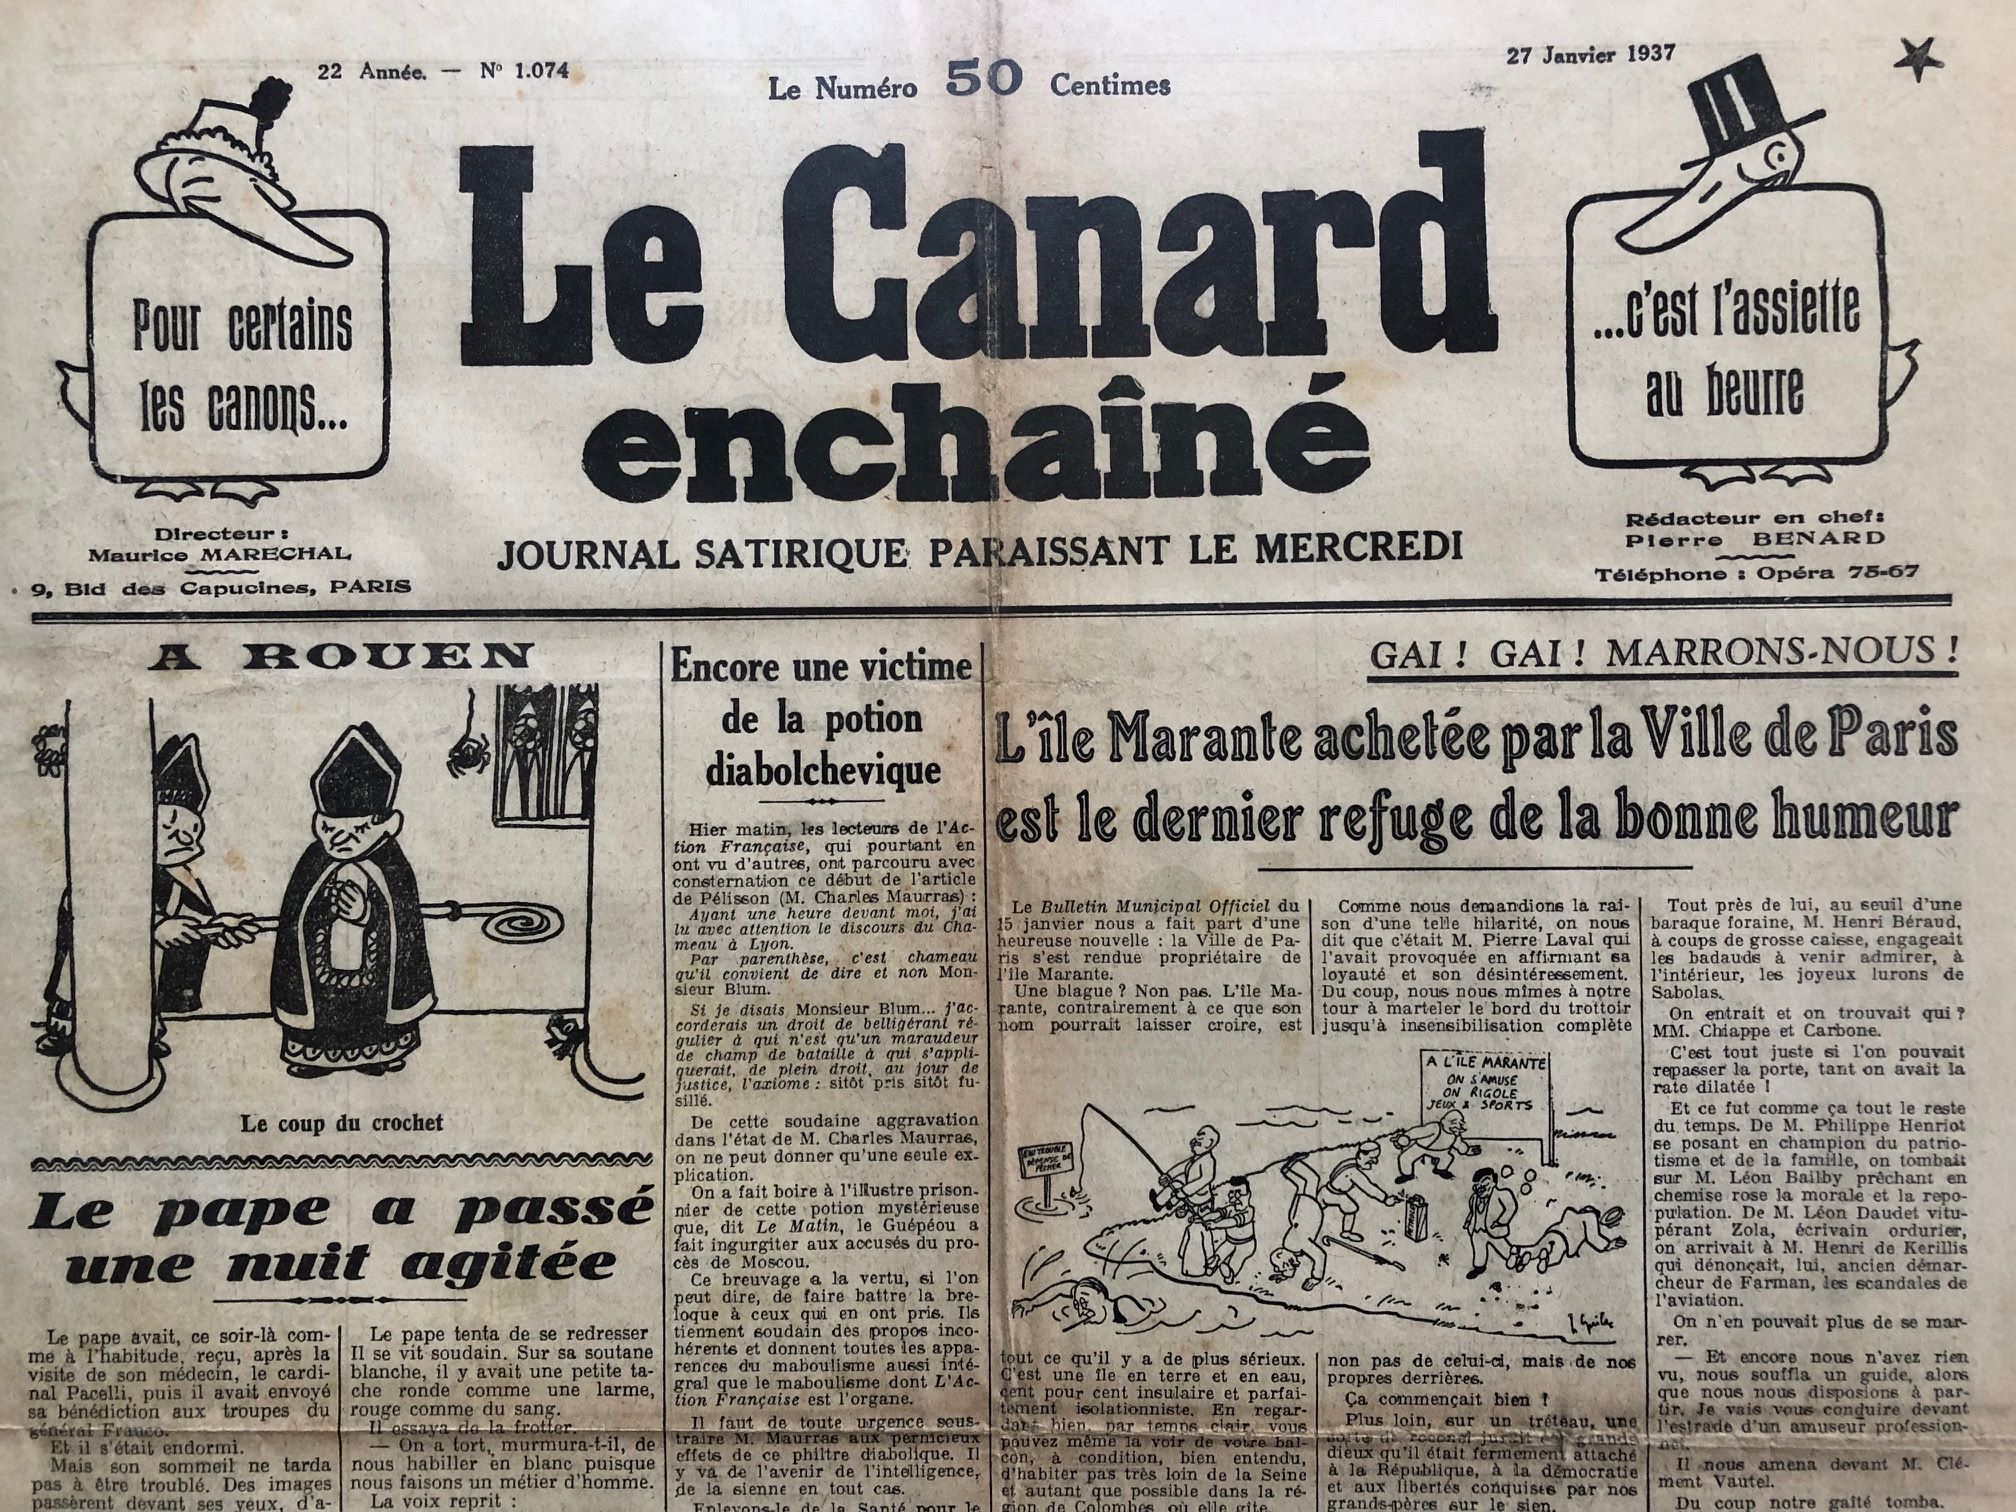 22 Année. — Nº 1.074
Le Numéro 50 Centimes
27 Janvier 1937
Pour certains
les canons...
Le Canard
enchaîné
...c'est l'assiette
au beurre
Directeur :
Maurice MARECHAL
9, Bld des Capucines, PARIS
JOURNAL SATIRIQUE PARAISSANT LE MERCREDI
Rédacteur en chef :
Pierre BENARD
Téléphone : Opéra 75-67
A ROUEN
Le coup du crochet
Le pape a passé
une nuit agitée
Le pape avait, ce soir-là com-
me à l'habitude, reçu, après la
visite de son médecin, le cardi-
nal Pacelli, puis il avait envoyé
sa bénédiction aux troupes du
général Franco.
Et il s'était endormi.
Mais son sommeil ne tarda
pas à être troublé. Des images
passèrent devant ses yeux, d'a-
Le pape tenta de se redresser
Il se vit soudain. Sur sa soutane
blanche, il y avait une petite ta-
che ronde comme une larme,
rouge comme du sang.
Il essaya de la frotter.
— On a tort, murmura-t-il, de
nous habiller en blanc puisque
nous faisons un métier d'homme.
La voix reprit :
Encore une victime
de la potion
diabolchevique
Hier matin, les lecteurs de l'Ac-
tion Française, qui pourtant en
ont vu d'autres, ont parcouru avec
consternation ce début de l'article
de Pélisson (M. Charles Maurras) :
Ayant une heure devant moi, j'ai
lu avec attention le discours du Cha-
meau à Lyon.
Par parenthèse, c'est chameau
qu'il convient de dire et non Mon-
sieur Blum.
Si je disais Monsieur Blum... j'ac-
corderais un droit de belligérant ré-
gulier à qui n'est qu'un maraudeur
de champ de bataille à qui s'appli-
querait, de plein droit, au jour de
justice, l'axiome : sitôt pris sitôt fu-
sillé.
De cette soudaine aggravation
dans l'état de M. Charles Maurras,
on ne peut donner qu'une seule ex-
plication.
On a fait boire à l'illustre prison-
nier de cette potion mystérieuse
que, dit Le Matin, le Guépéou a
fait ingurgiter aux accusés du pro-
cès de Moscou.
Ce breuvage a la vertu, si l'on
peut dire, de faire battre la bre-
loque à ceux qui en ont pris. Ils
tiennent soudain des propos inco-
hérents et donnent toutes les appa-
rences du maboulisme aussi inté-
gral que le maboulisme dont L'Ac-
tion Française est l'organe.
Il faut de toute urgence sous-
traire M. Maurras aux pernicieux
effets de ce philtre diabolique. Il
y va de l'avenir de l'intelligence,
de la sienne en tout cas.
Enlevons-le de la Santé pour le
GAI ! GAI ! MARRONS-NOUS !
L'île Marante achetée par la Ville de Paris
est le dernier refuge de la bonne humeur
Le Bulletin Municipal Officiel du
15 janvier nous a fait part d'une
heureuse nouvelle : la Ville de Pa-
ris s'est rendue propriétaire de
l'île Marante.
Une blague ? Non pas. L'île Ma-
rante, contrairement à ce que son
nom pourrait laisser croire, est
Comme nous demandions la rai-
son d'une telle hilarité, on nous
dit que c'était M. Pierre Laval qui
l'avait provoquée en affirmant sa
loyauté et son désintéressement.
Du coup, nous nous mîmes à notre
tour à marteler le bord du trottoir
jusqu'à insensibilisation complète
A L'ÎLE MARANTE
ON S'AMUSE
ON RIGOLE
JEUX & SPORTS
EAU TROUBLE
DÉFENSE DE
PÊCHER
tout ce qu'il y a de plus sérieux.
C'est une île en terre et en eau,
cent pour cent insulaire et parfai-
tement isolationniste. En regar-
dant bien, par temps clair, vous
pouvez même la voir de votre bal-
con, à condition, bien entendu,
d'habiter pas très loin de la Seine
et autant que possible dans la ré-
gion de Colombes où elle gîte.
non pas de celui-ci, mais de nos
propres derrières.
Ça commençait bien !
Plus loin, sur un tréteau, une
sorte de jurait ses grands
dieux qu'il était fermement attaché
à la République, à la démocratie
et aux libertés conquises par nos
grands-pères sur le sien.
Tout près de lui, au seuil d'une
baraque foraine, M. Henri Béraud,
à coups de grosse caisse, engageait
les badauds à venir admirer, à
l'intérieur, les joyeux lurons de
Sabolas.
On entrait et on trouvait qui ?
MM. Chiappe et Carbone.
C'est tout juste si l'on pouvait
repasser la porte, tant on avait la
rate dilatée !
Et ce fut comme ça tout le reste
du temps. De M. Philippe Henriot
se posant en champion du patrio-
tisme et de la famille, on tombait
sur M. Léon Bailby prêchant en
chemise rose la morale et la repo-
pulation. De M. Léon Daudet vitu-
pérant Zola, écrivain ordurier,
on arrivait à M. Henri de Kerillis
qui dénonçait, lui, ancien démar-
cheur de Farman, les scandales de
l'aviation.
On n'en pouvait plus de se mar-
rer.
— Et encore nous n'avez rien
vu, nous souffla un guide, alors
que nous nous disposions à par-
tir. Je vais vous conduire devant
l'estrade d'un amuseur profession-
nel.
Il nous amena devant M. Clé-
ment Vautel.
Du coup notre gaîté tomba.